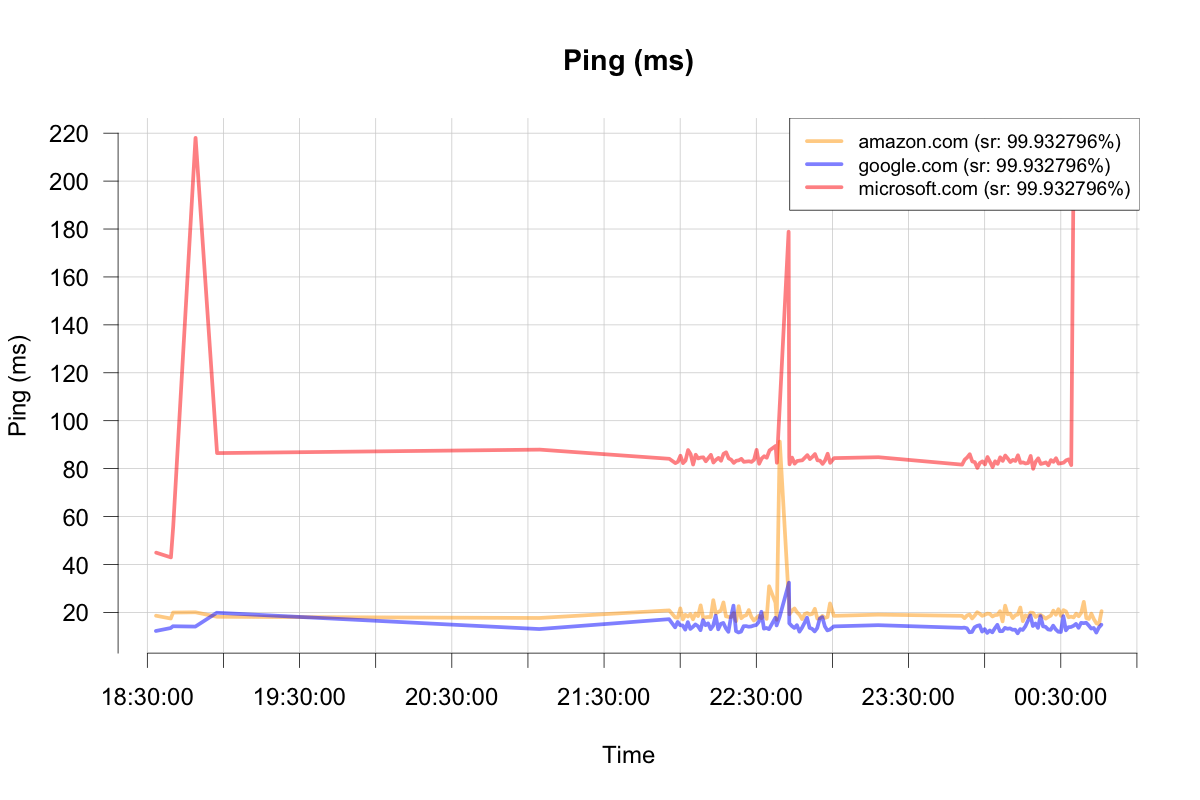 Ping (ms)
amazon.com (sr: 99.932796%)
google.com (sr: 99.932796%)
microsoft.com (sr: 99.932796%)
220
200
180
160
140
120
100
80
60
40
20
Ping (ms)
18:30:00 19:30:00 20:30:00 21:30:00 22:30:00 23:30:00 00:30:00
Time